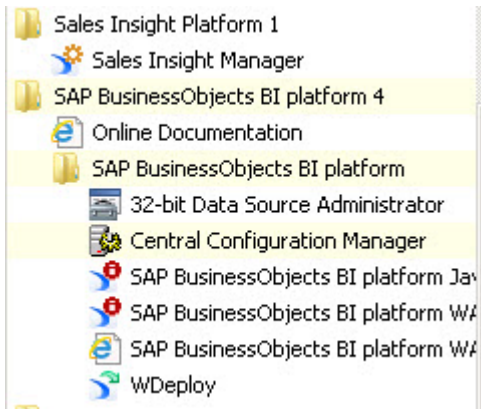 Sales Insight Platform 1
Sales Insight Manager
SAP BusinessObjects BI platform 4
Online Documentation
SAP BusinessObjects BI platform
32-bit Data Source Administrator
Central Configuration Manager
SAP BusinessObjects BI platform Jav
SAP BusinessObjects BI platform WA
SAP BusinessObjects BI platform WA
WDeploy